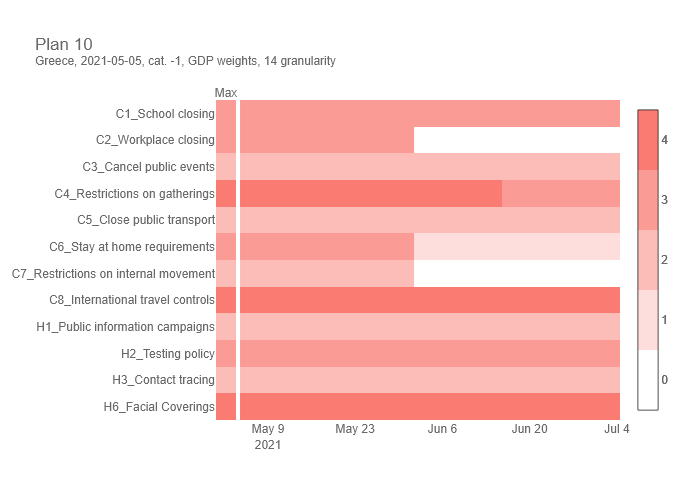 Plan 10
Greece, 2021-05-05, cat. -1, GDP weights, 14 granularity
Max
C1_School closing
C2_Workplace closing
C3_Cancel public events
C4_Restrictions on gatherings
C5_Close public transport
C6_Stay at home requirements
C7_Restrictions on internal movement
C8_International travel controls
H1_Public information campaigns
H2_Testing policy
H3_Contact tracing
H6_Facial Coverings
May 9 May 23 Jun 6 Jun 20 Jul 4
2021
4
3
2
1
0